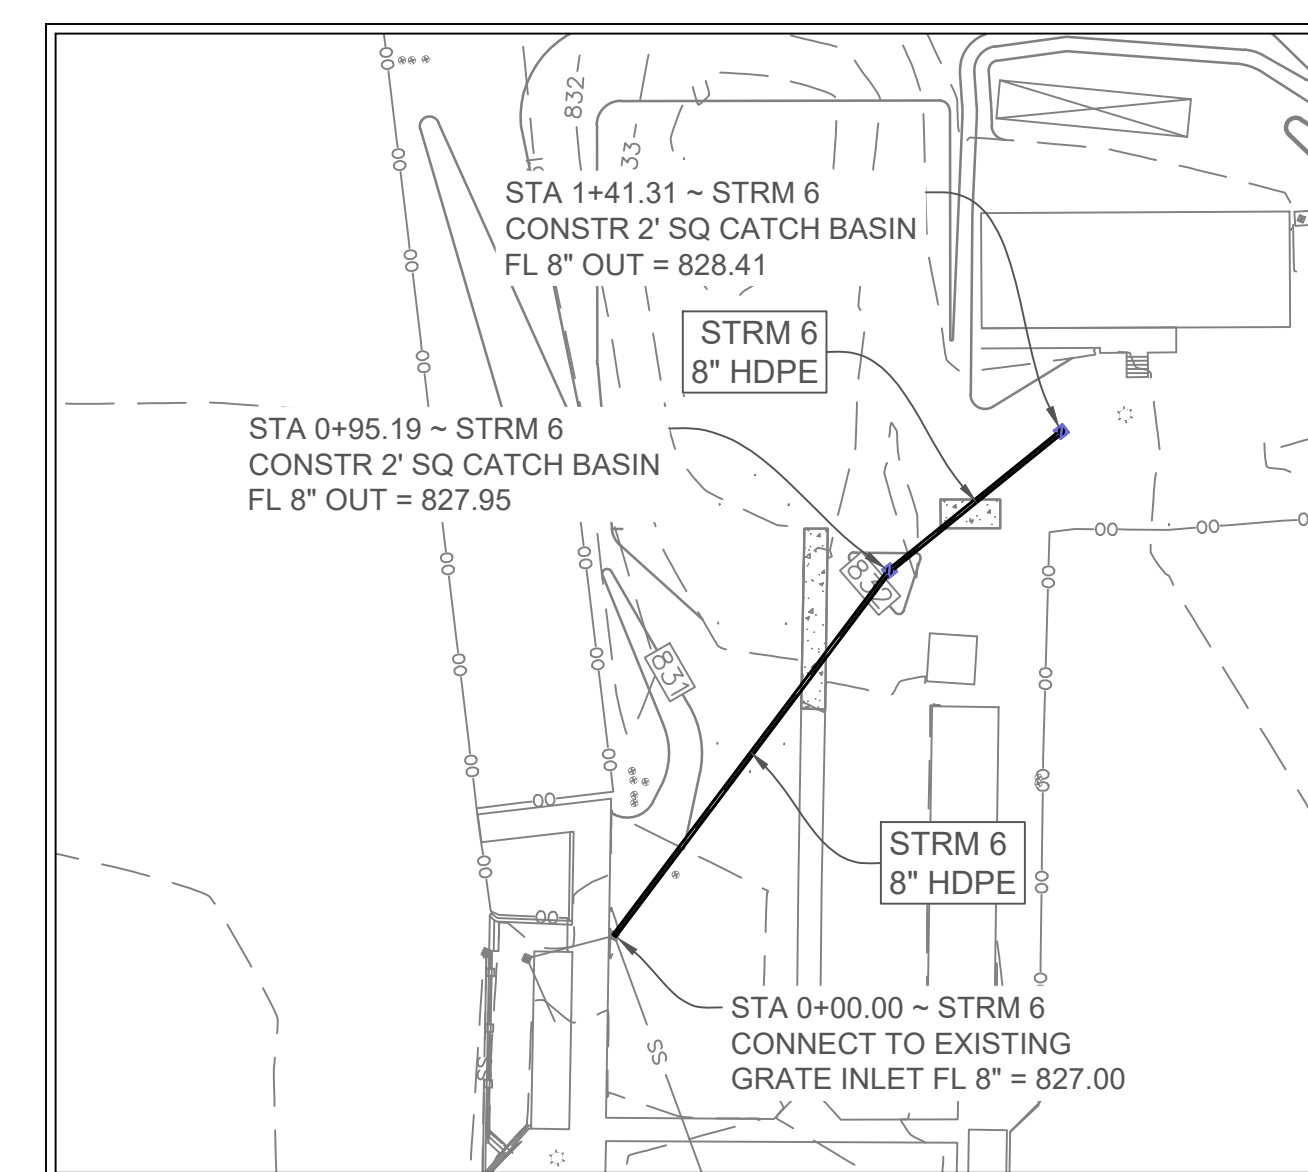 832
33
STA 1+41.31 ~ STRM 6
CONSTR 2' SQ CATCH BASIN
FL 8" OUT = 828.41
STRM 6
8" HDPE
STA 0+95.19 ~ STRM 6
CONSTR 2' SQ CATCH BASIN
FL 8" OUT = 827.95
832
831
STRM 6
8" HDPE
STA 0+00.00 ~ STRM 6
CONNECT TO EXISTING
GRATE INLET FL 8" = 827.00
SS
SS